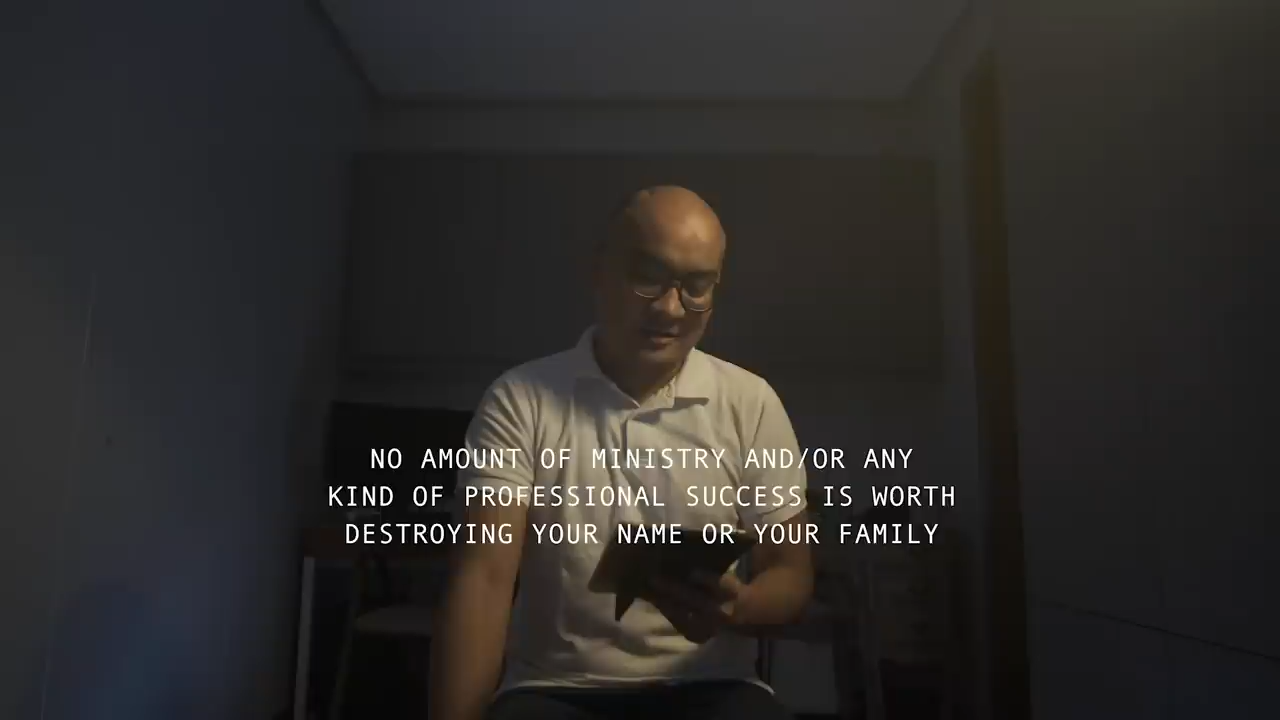 NO AMOUNT OF MINISTRY AND/OR ANY
KIND OF PROFESSIONAL SUCCESS IS WORTH
DESTROYING YOUR NAME OR YOUR FAMILY